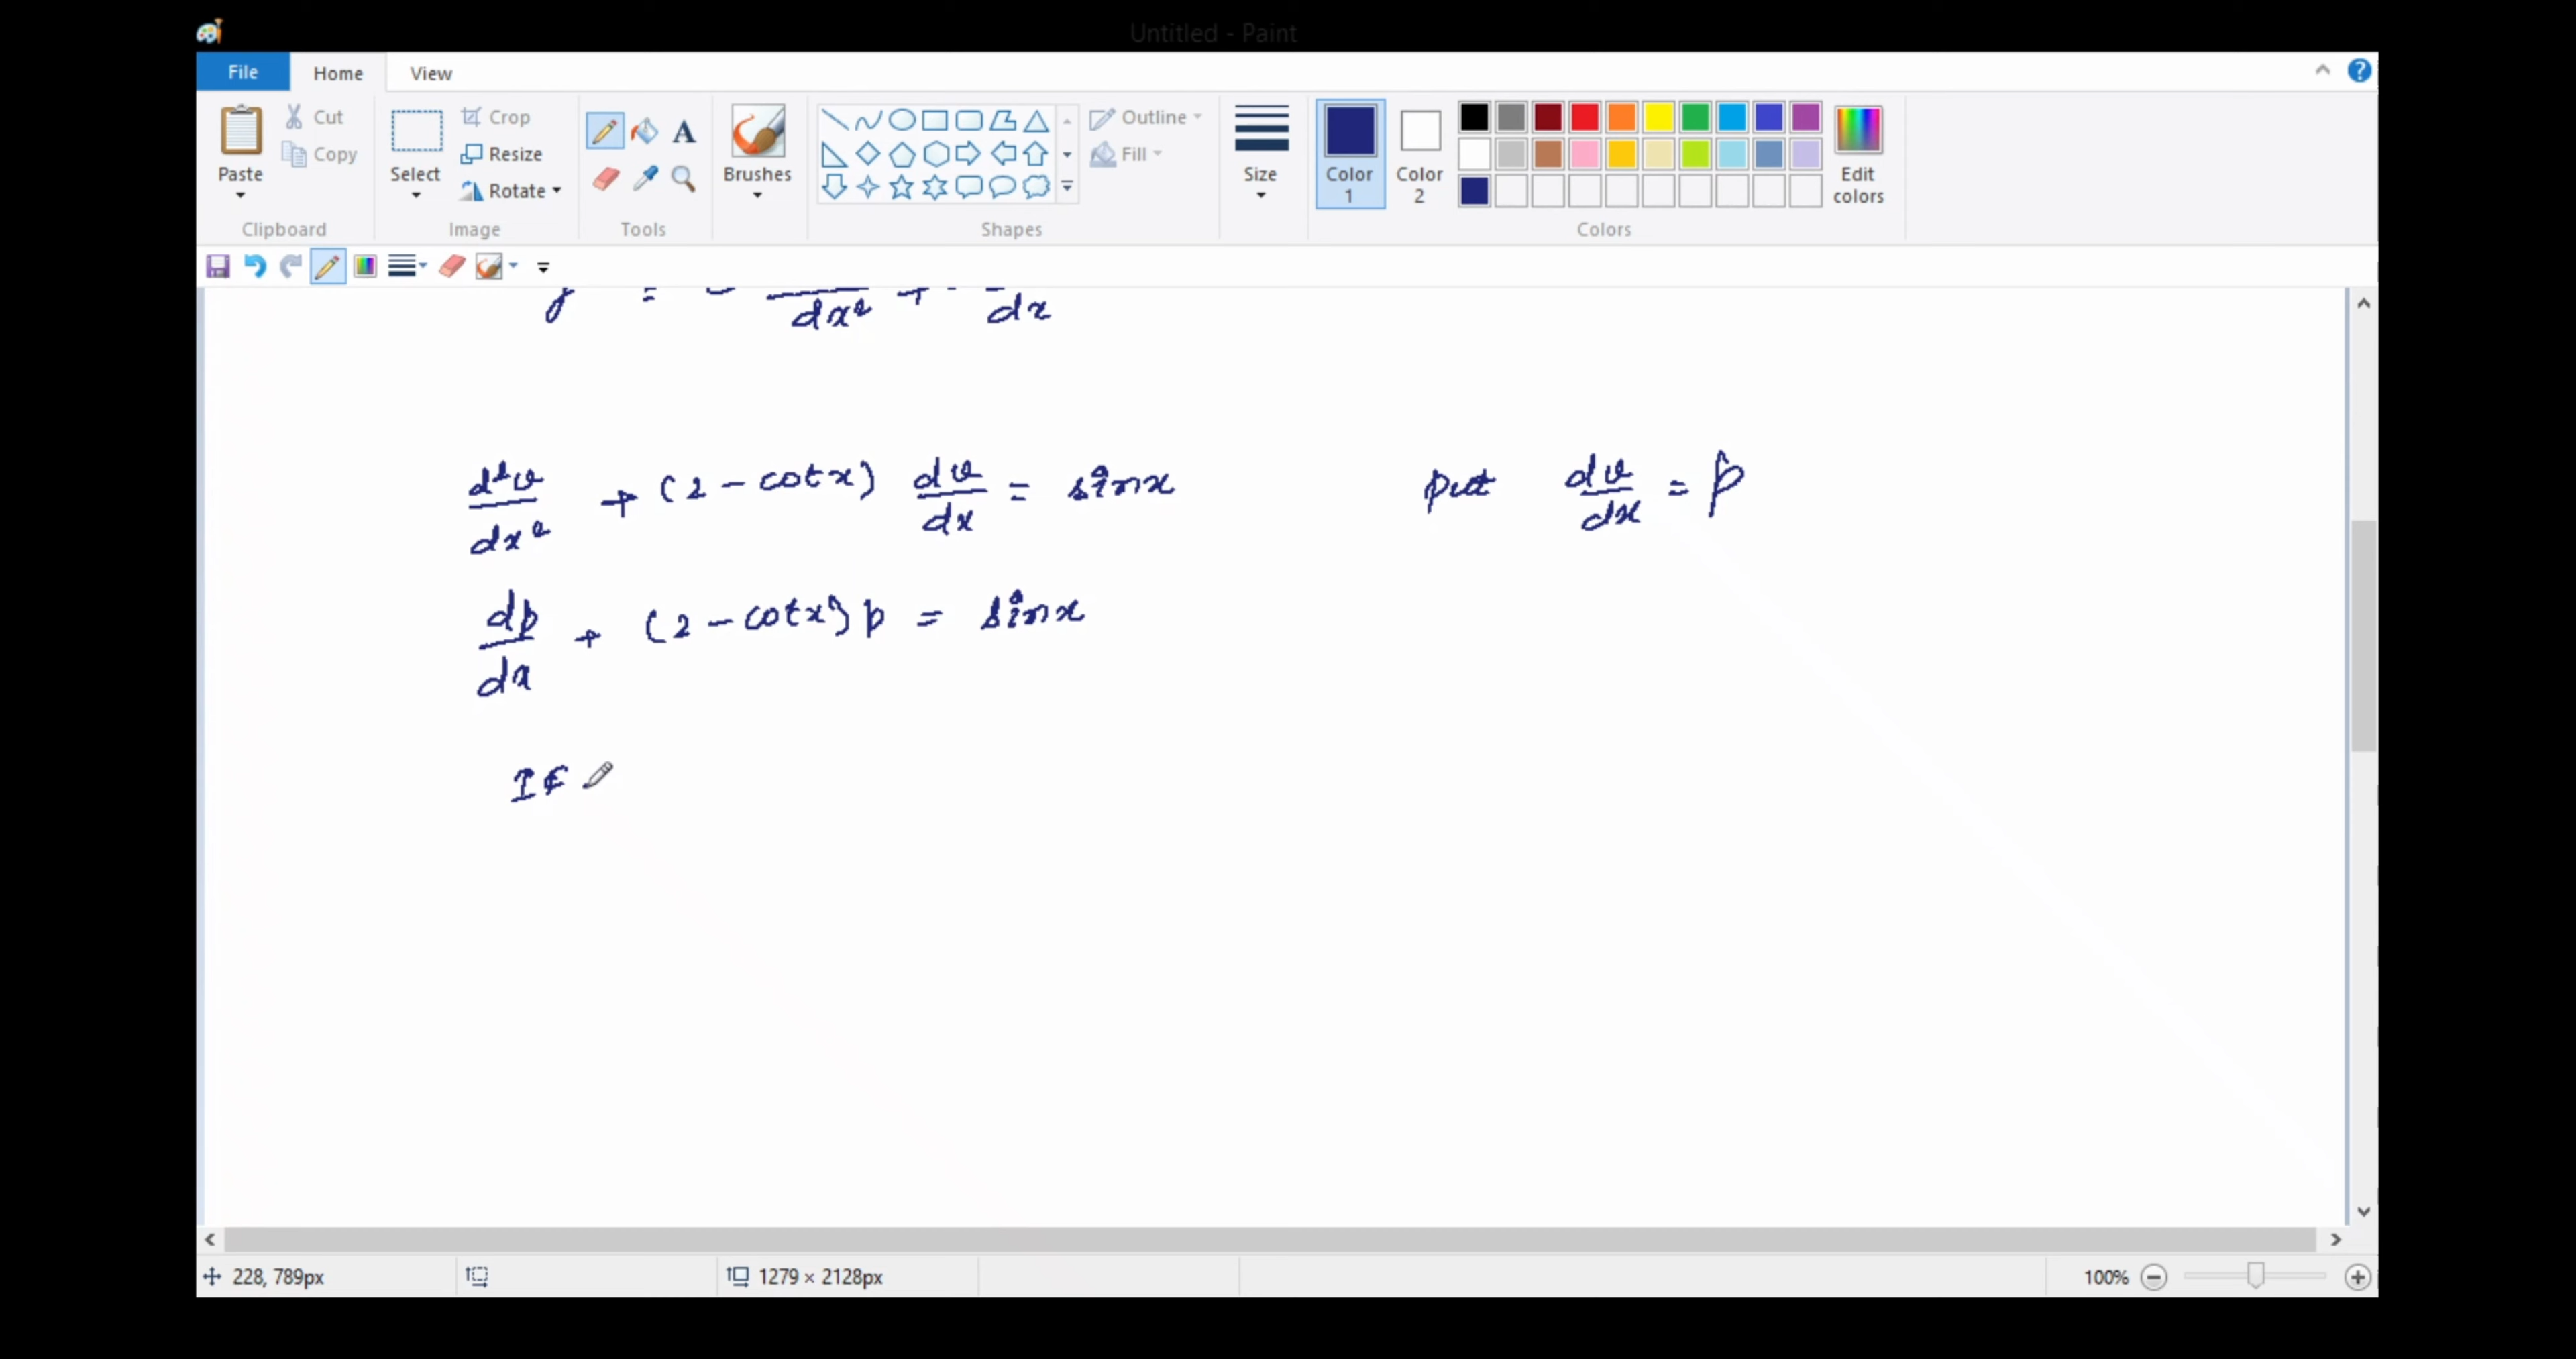 Untitled - Paint
File Home View
Cut
Copy
Paste
Clipboard
Select
Crop
Resize
Rotate
Image
A
Tools
Brushes
Outline
Fill
Shapes
Size
Color 1
Color 2
Edit colors
Colors
dx² + dx
d²v/dx² + (2 - cotx) dv/dx = sinx put dv/dx = p
dp/dx + (2 - cotx) p = sinx
IF
228, 789px 1279 × 2128px 100%